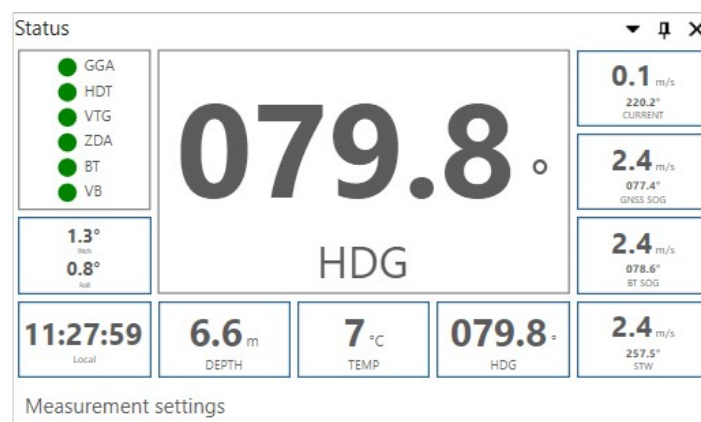 Status
GGA
HDT
VTG
ZDA
BT
VB
079.8 °
HDG
0.1 m/s
220.2°
CURRENT
2.4 m/s
077.4°
GNSS SOG
2.4 m/s
078.6°
BT SOG
1.3°
Pitch
0.8°
Roll
11:27:59
Local
6.6 m
DEPTH
7 °C
TEMP
079.8 °
HDG
2.4 m/s
257.5°
STW
Measurement settings